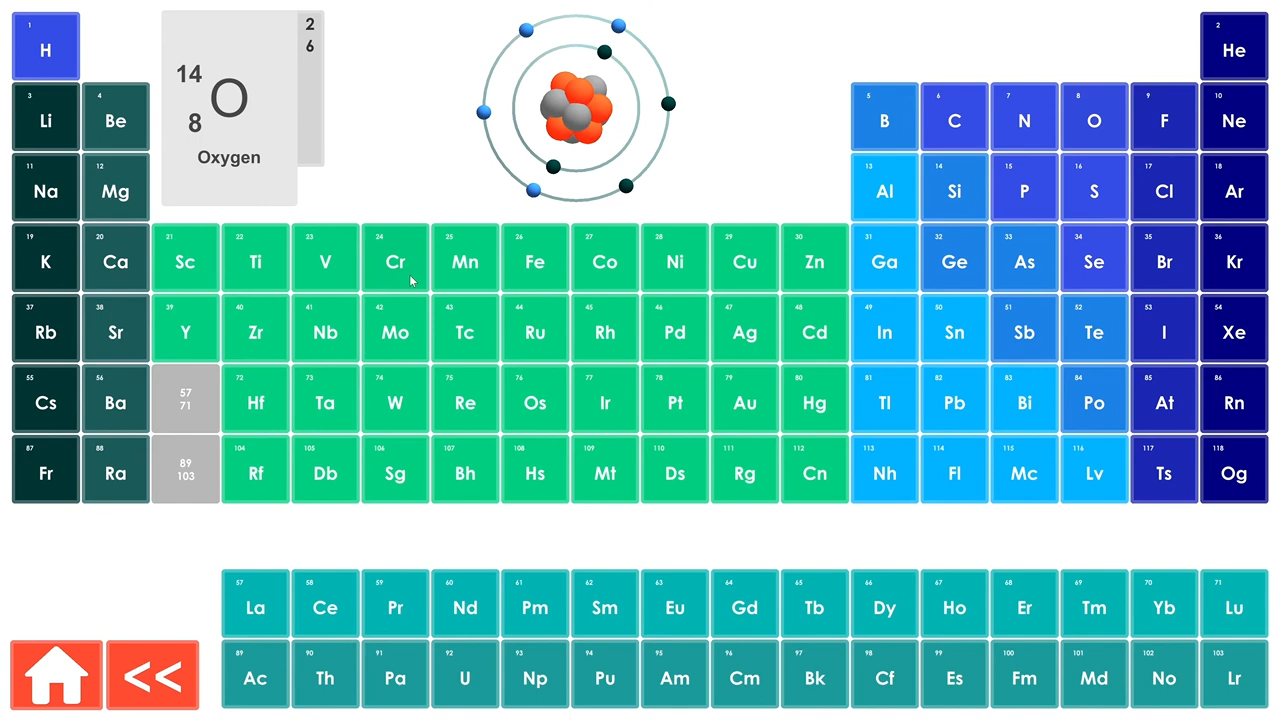 1 H
2 He
14
8
O
Oxygen
2
6
3 Li
4 Be
5 B
6 C
7 N
8 O
9 F
10 Ne
11 Na
12 Mg
13 Al
14 Si
15 P
16 S
17 Cl
18 Ar
19 K
20 Ca
21 Sc
22 Ti
23 V
24 Cr
25 Mn
26 Fe
27 Co
28 Ni
29 Cu
30 Zn
31 Ga
32 Ge
33 As
34 Se
35 Br
36 Kr
37 Rb
38 Sr
39 Y
40 Zr
41 Nb
42 Mo
43 Tc
44 Ru
45 Rh
46 Pd
47 Ag
48 Cd
49 In
50 Sn
51 Sb
52 Te
53 I
54 Xe
55 Cs
56 Ba
57
71
72 Hf
73 Ta
74 W
75 Re
76 Os
77 Ir
78 Pt
79 Au
80 Hg
81 Tl
82 Pb
83 Bi
84 Po
85 At
86 Rn
87 Fr
88 Ra
89
103
104 Rf
105 Db
106 Sg
107 Bh
108 Hs
109 Mt
110 Ds
111 Rg
112 Cn
113 Nh
114 Fl
115 Mc
116 Lv
117 Ts
118 Og
57 La
58 Ce
59 Pr
60 Nd
61 Pm
62 Sm
63 Eu
64 Gd
65 Tb
66 Dy
67 Ho
68 Er
69 Tm
70 Yb
71 Lu
89 Ac
90 Th
91 Pa
92 U
93 Np
94 Pu
95 Am
96 Cm
97 Bk
98 Cf
99 Es
100 Fm
101 Md
102 No
103 Lr
<<